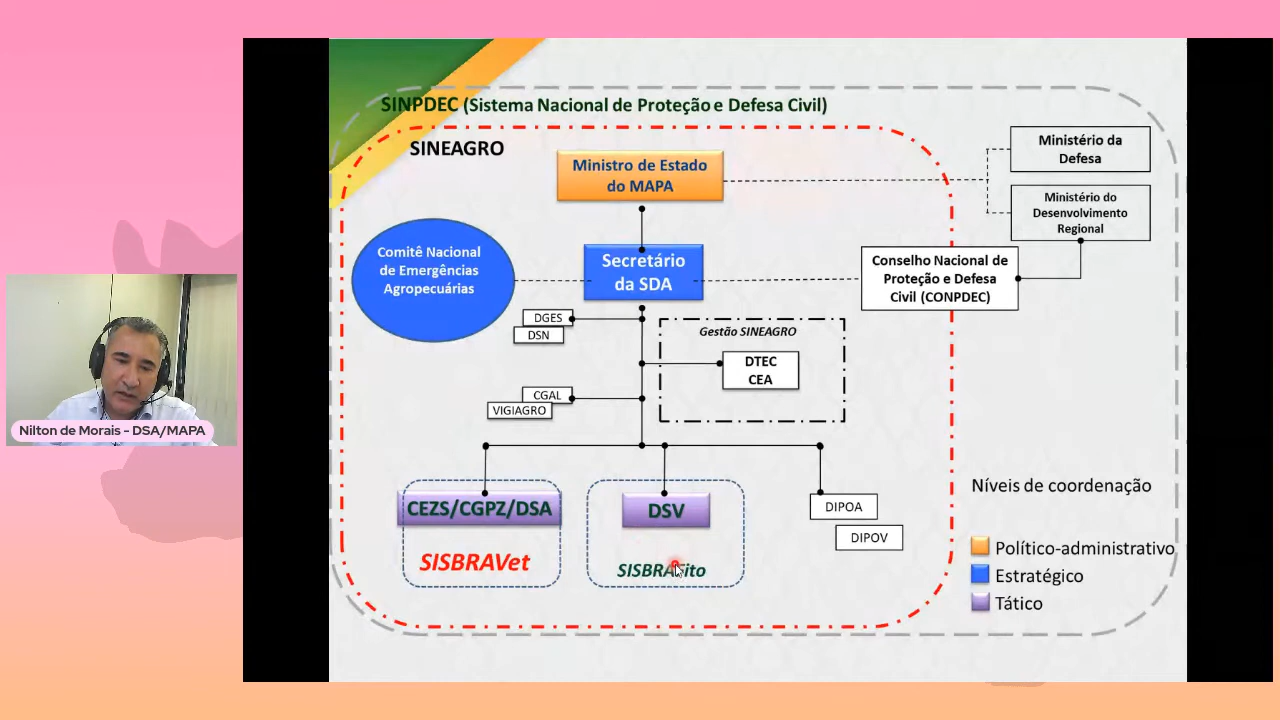 SINPDEC (Sistema Nacional de Proteção e Defesa Civil)
SINEAGRO
Ministro de Estado
do MAPA
Ministério da
Defesa
Ministério do
Desenvolvimento
Regional
Comitê Nacional
de Emergências
Agropecuárias
Secretário
da SDA
Conselho Nacional de
Proteção e Defesa
Civil (CONPDEC)
DGES
DSN
Gestão SINEAGRO
DTEC
CEA
CGAL
VIGIAGRO
CEZS/CGPZ/DSA
SISBRAVet
DSV
SISBRAFito
DIPOA
DIPOV
Níveis de coordenação
Político-administrativo
Estratégico
Tático
Nilton de Morais - DSA/MAPA